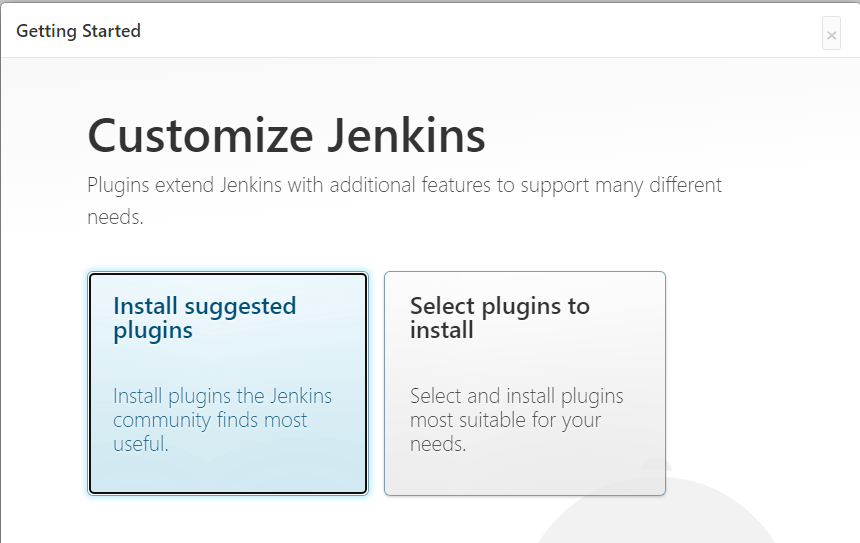 Getting Started
×
Customize Jenkins
Plugins extend Jenkins with additional features to support many different
needs.
Install suggested
plugins
Install plugins the Jenkins
community finds most
useful.
Select plugins to
install
Select and install plugins
most suitable for your
needs.